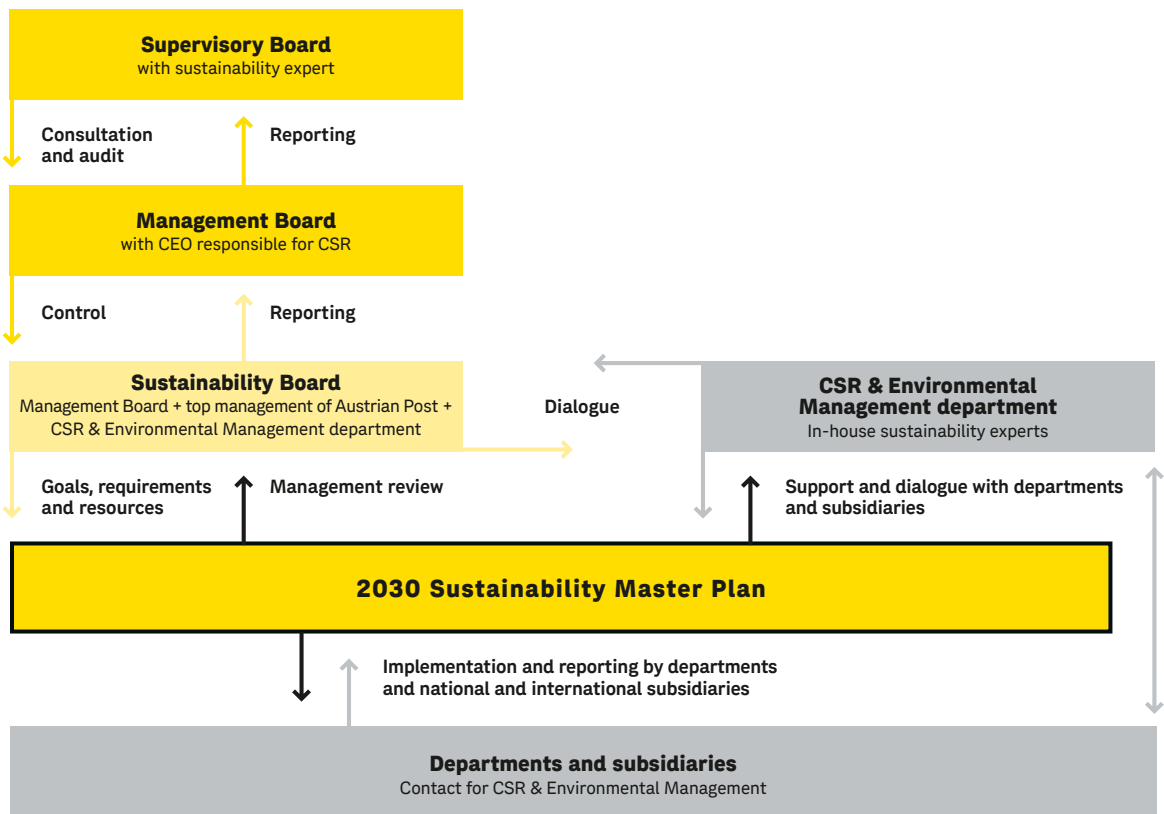 Supervisory Board
with sustainability expert
Consultation
and audit
Reporting
Management Board
with CEO responsible for CSR
Control
Reporting
Sustainability Board
Management Board + top management of Austrian Post +
CSR & Environmental Management department
Dialogue
CSR & Environmental
Management department
In-house sustainability experts
Goals, requirements
and resources
Management review
Support and dialogue with departments
and subsidiaries
2030 Sustainability Master Plan
Implementation and reporting by departments
and national and international subsidiaries
Departments and subsidiaries
Contact for CSR & Environmental Management